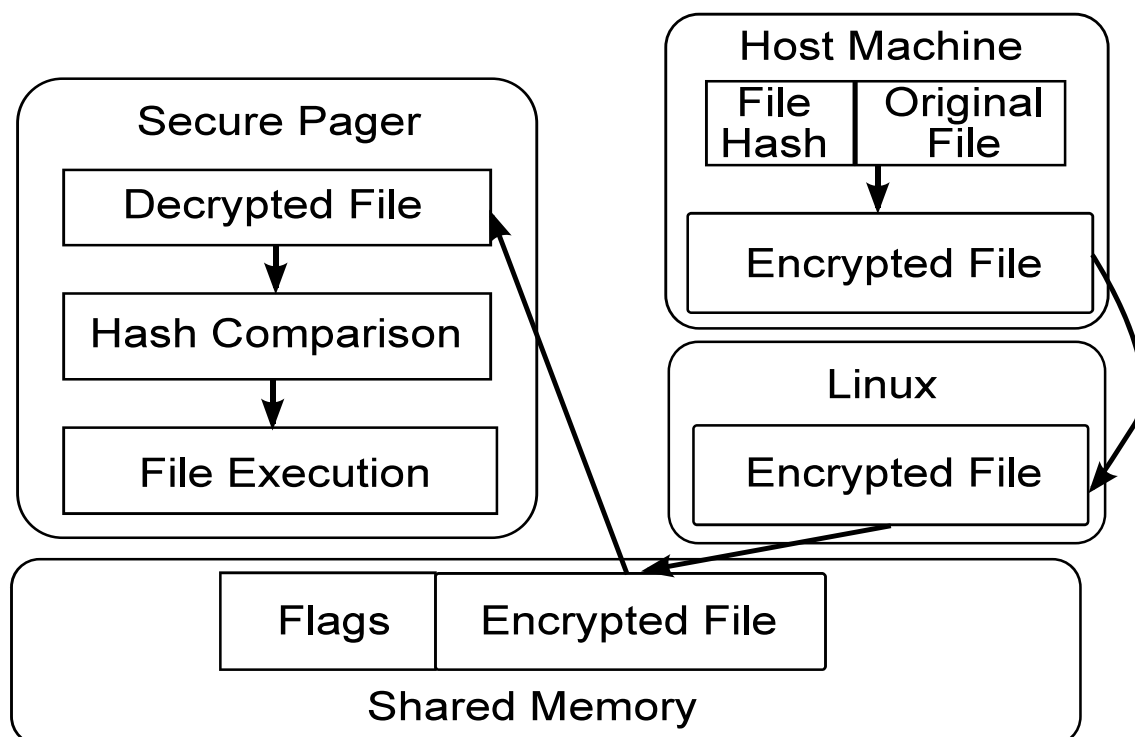 Host Machine
File
Hash
Original
File
Encrypted File
Secure Pager
Decrypted File
Hash Comparison
File Execution
Linux
Encrypted File
Flags
Encrypted File
Shared Memory